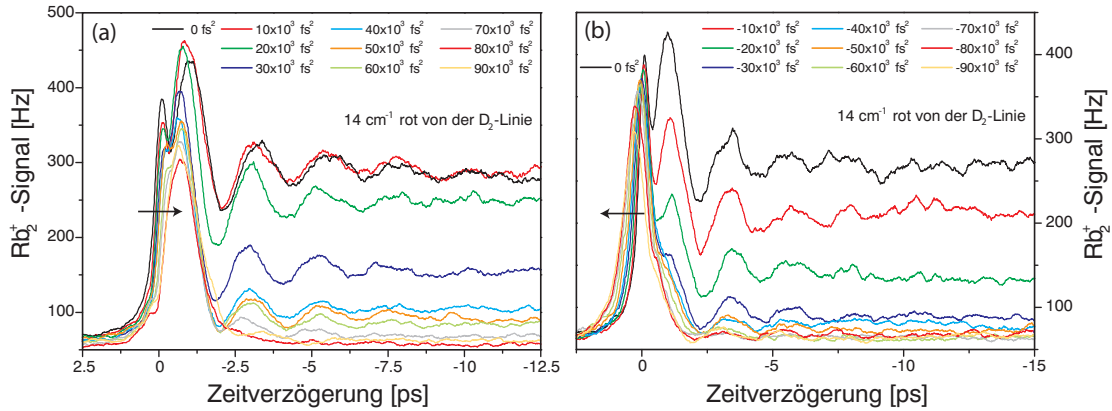 (a)
0 fs²
10x10³ fs²
40x10³ fs²
70x10³ fs²
20x10³ fs²
50x10³ fs²
80x10³ fs²
30x10³ fs²
60x10³ fs²
90x10³ fs²
14 cm⁻¹ rot von der D₂-Linie
Rb₂⁺-Signal [Hz]
500
400
300
200
100
2.5
0
-2.5
-5
-7.5
-10
-12.5
Zeitverzögerung [ps]
(b)
-10x10³ fs²
-40x10³ fs²
-70x10³ fs²
-20x10³ fs²
-50x10³ fs²
-80x10³ fs²
0 fs²
-30x10³ fs²
-60x10³ fs²
-90x10³ fs²
14 cm⁻¹ rot von der D₂-Linie
400
300
200
100
Rb₂⁺-Signal [Hz]
0
-2.5
-5
-10
-15
Zeitverzögerung [ps]